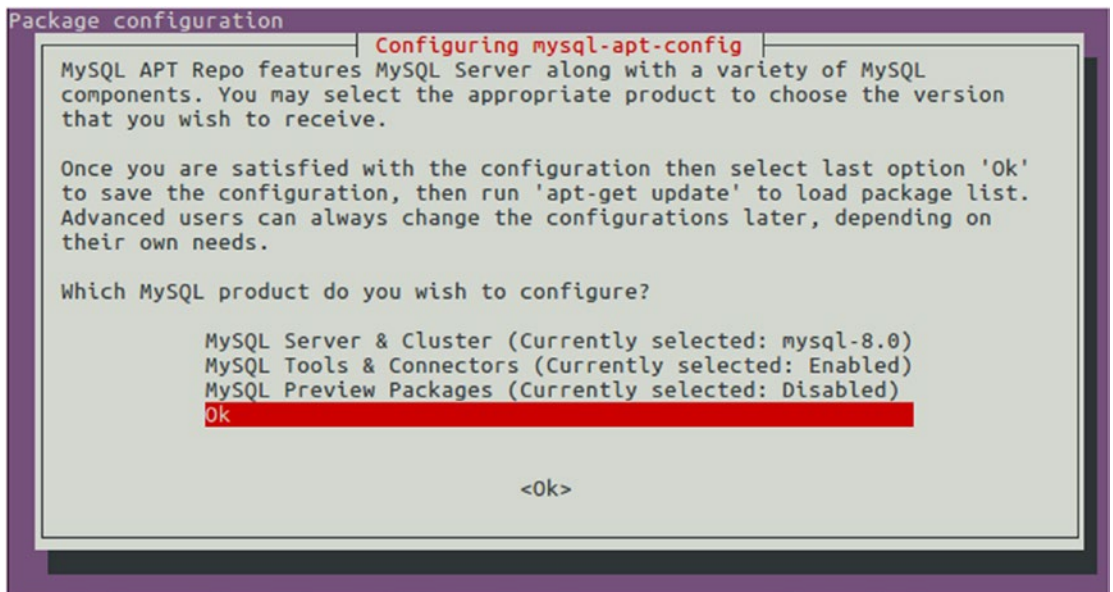 Package configuration
Configuring mysql-apt-config
MySQL APT Repo features MySQL Server along with a variety of MySQL
components. You may select the appropriate product to choose the version
that you wish to receive.
Once you are satisfied with the configuration then select last option 'Ok'
to save the configuration, then run 'apt-get update' to load package list.
Advanced users can always change the configurations later, depending on
their own needs.
Which MySQL product do you wish to configure?
MySQL Server & Cluster (Currently selected: mysql-8.0)
MySQL Tools & Connectors (Currently selected: Enabled)
MySQL Preview Packages (Currently selected: Disabled)
Ok
<Ok>